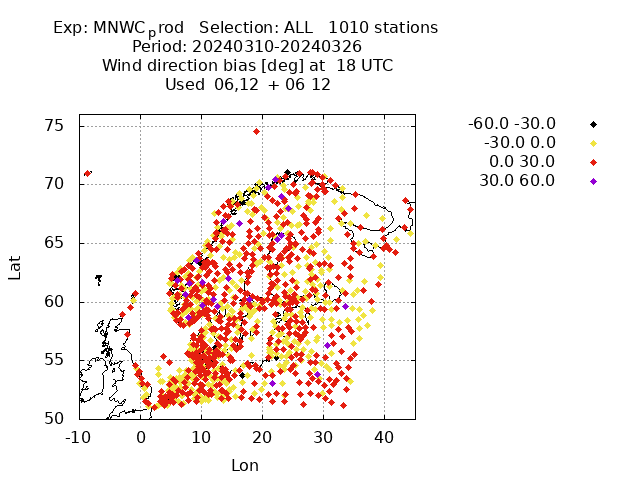 Exp: MNWCprod Selection: ALL 1010 stations
Period: 20240310-20240326
Wind direction bias [deg] at 18 UTC
Used 06,12 + 06 12
-60.0 -30.0
-30.0 0.0
0.0 30.0
30.0 60.0
75
70
65
60
55
50
Lat
-10 0 10 20 30 40
Lon